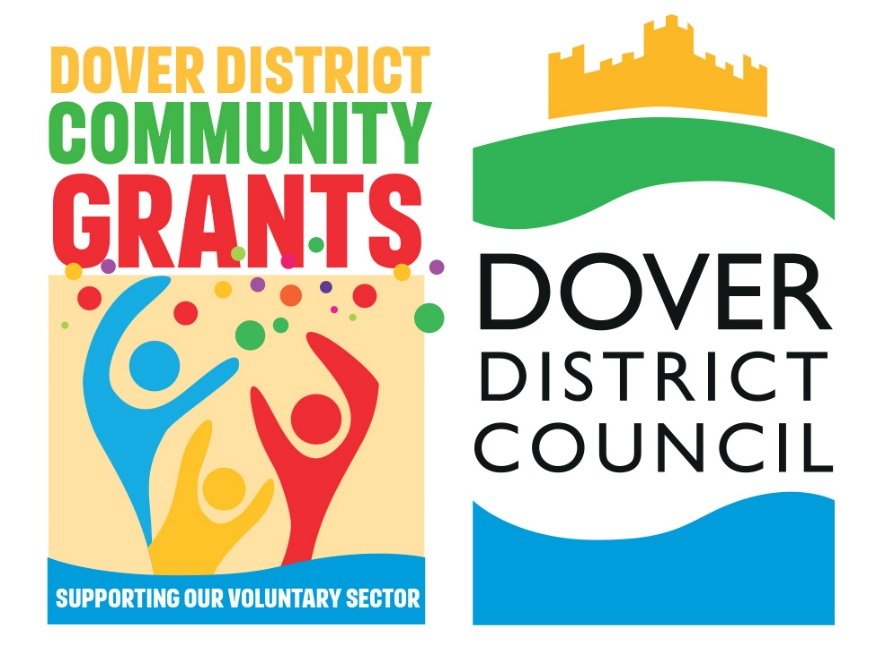 DOVER DISTRICT
COMMUNITY
GRANTS
SUPPORTING OUR VOLUNTARY SECTOR
DOVER
DISTRICT
COUNCIL